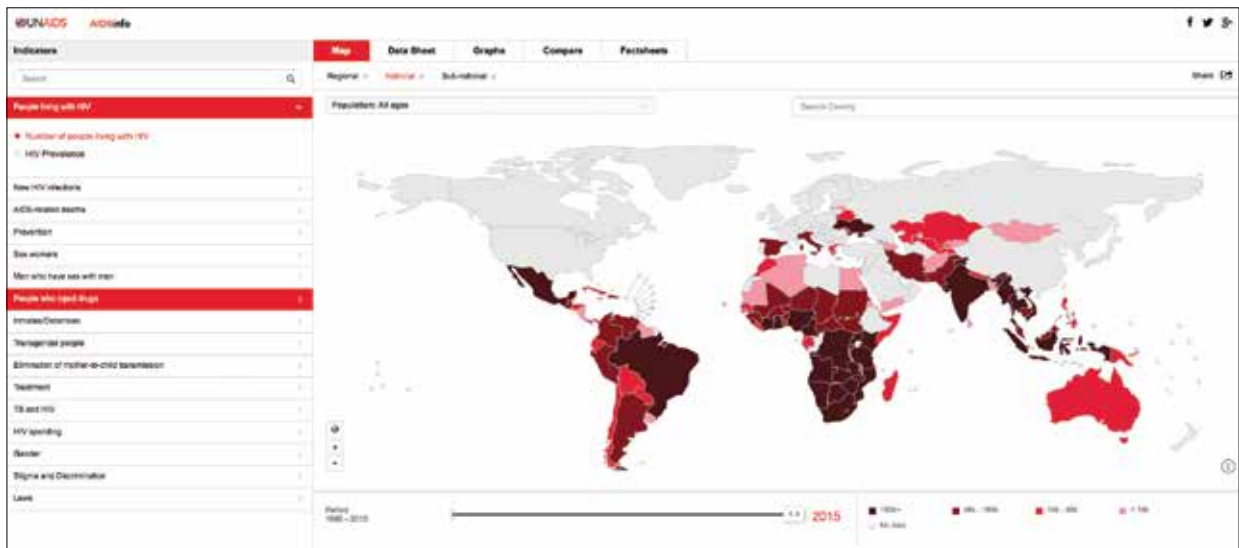 UNAIDS AIDSinfo
Indicators
Map Data Sheet Graphs Compare Factsheets
Search
Regional National Sub-national
Share
People living with HIV
Population: All ages
Search Country
Number of people living with HIV
HIV Prevalence
New HIV infections
AIDS-related deaths
Prevention
Sex workers
Men who have sex with men
People who inject drugs
Inmates/Detainees
Transgender people
Elimination of mother-to-child transmission
Treatment
TB and HIV
HIV spending
Gender
Stigma and Discrimination
Laws
Period
2015
No data